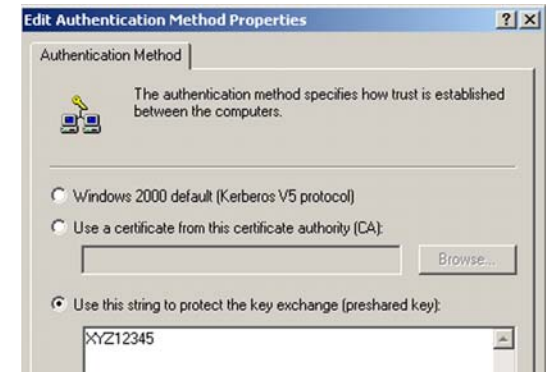 Edit Authentication Method Properties
Authentication Method
The authentication method specifies how trust is established
between the computers.
Windows 2000 default (Kerberos V5 protocol)
Use a certificate from this certificate authority (CA):
Browse...
Use this string to protect the key exchange (preshared key):
XYZ12345